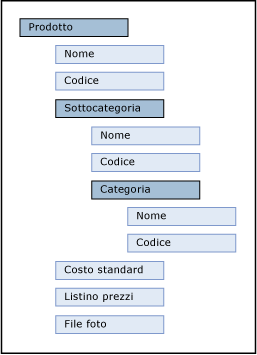 Prodotto
Nome
Codice
Sottocategoria
Nome
Codice
Categoria
Nome
Codice
Costo standard
Listino prezzi
File foto